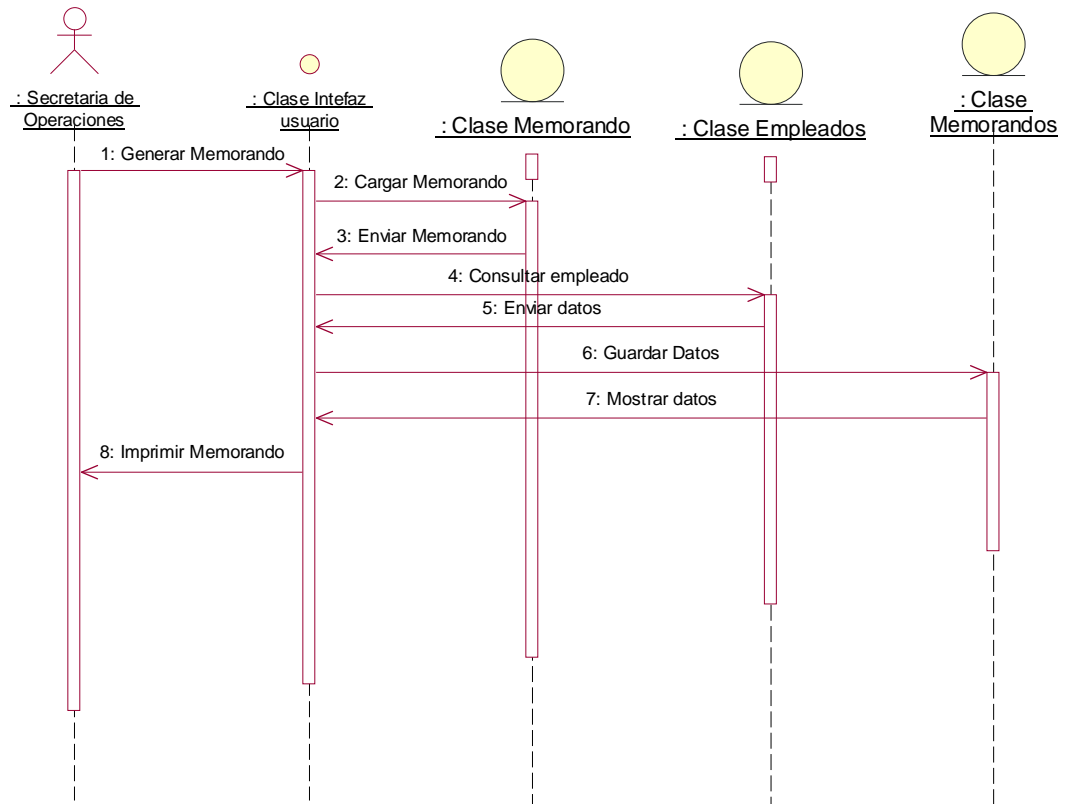 : Secretaria de
Operaciones
: Clase Intefaz
usuario
: Clase Memorando
: Clase Empleados
: Clase
Memorandos
1: Generar Memorando
2: Cargar Memorando
3: Enviar Memorando
4: Consultar empleado
5: Enviar datos
6: Guardar Datos
7: Mostrar datos
8: Imprimir Memorando